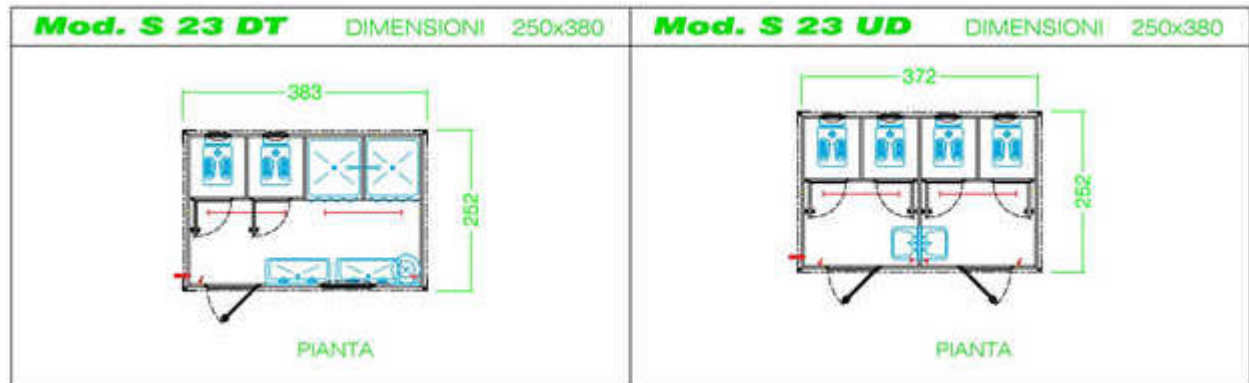 Mod. S 23 DT DIMENSIONI 250x380
383
252
PIANTA
Mod. S 23 UD DIMENSIONI 250x380
372
252
PIANTA